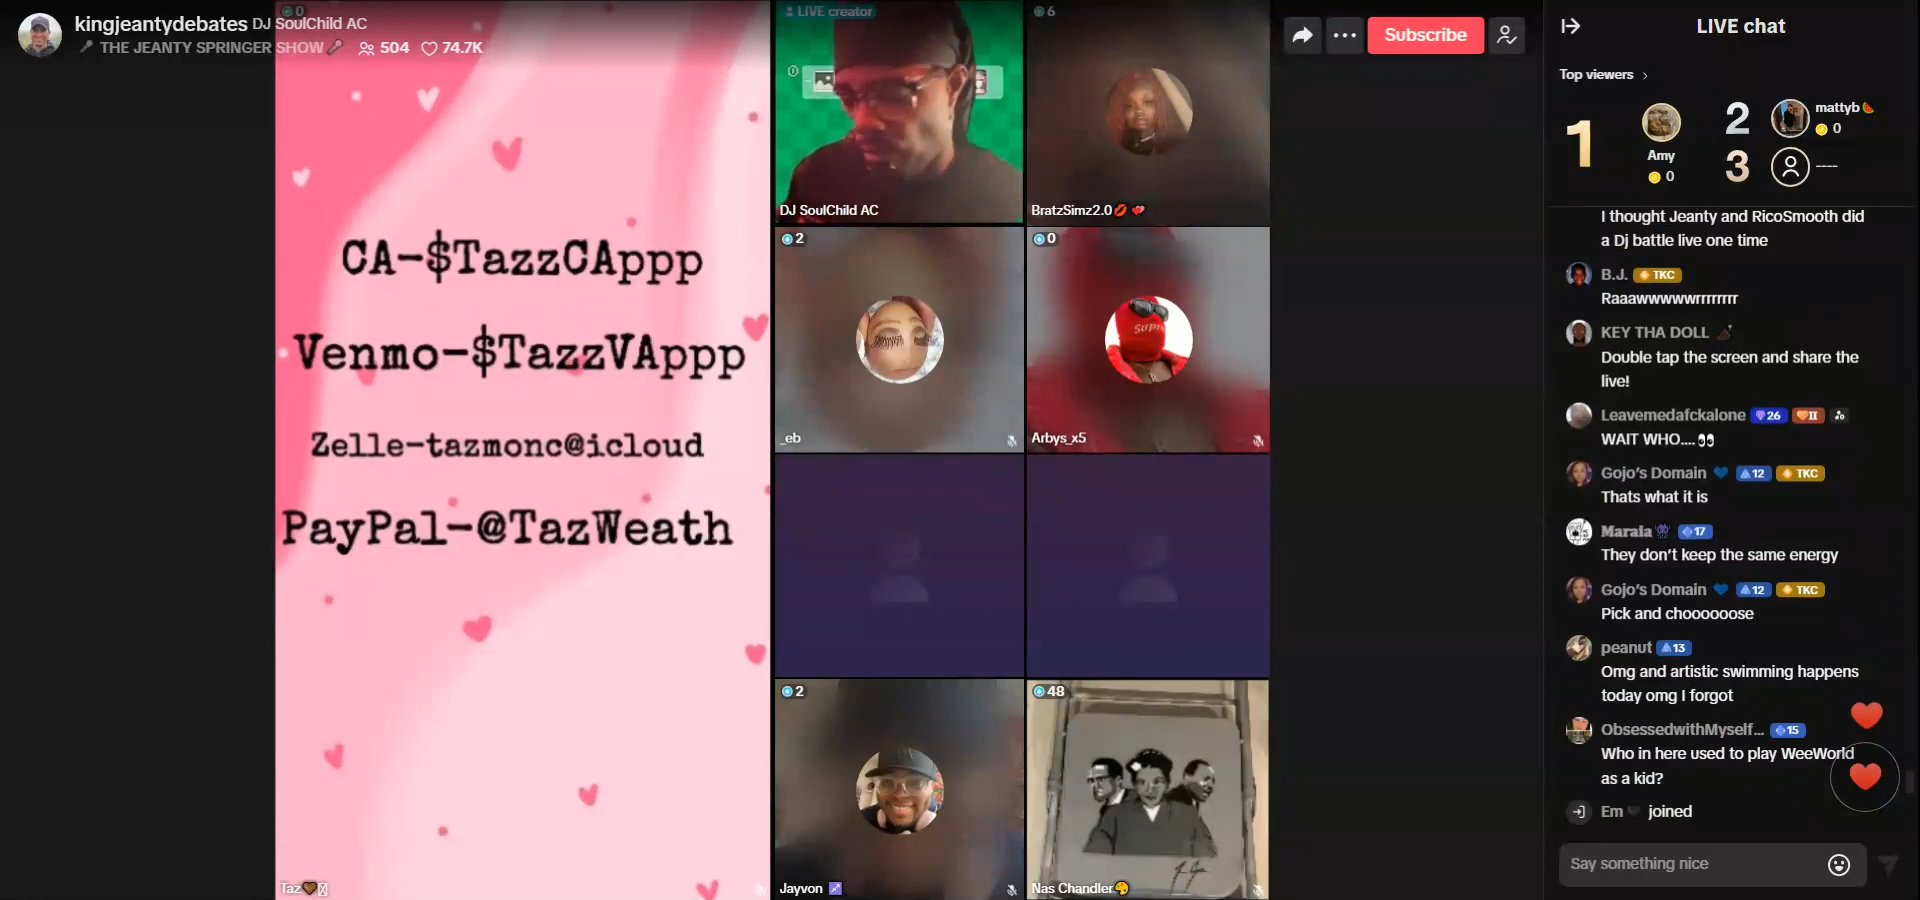 kingjeantydebates DJ SoulChild AC
THE JEANTY SPRINGER SHOW 504 74.7K
0
CA-$TazzCAppp
Venmo-$TazzVAppp
Zelle-tazmonc@icloud
PayPal-@TazWeath
Taz
LIVE creator
DJ SoulChild AC
6
BratzSimz2.0
2
_eb
0
SUPR
Arbys_x5
2
Jayvon
48
Nas Chandler
Subscribe
LIVE chat
Top viewers
1
Amy
0
2
mattyb
0
3
----
I thought Jeanty and RicoSmooth did
a Dj battle live one time
B.J. TKC
Raaawwwwwrrrrrrrr
KEY THA DOLL
Double tap the screen and share the
live!
Leavemedafckalone 26 II
WAIT WHO....👀
Gojo's Domain 💙 12 TKC
Thats what it is
Maraia 17
They don't keep the same energy
Gojo's Domain 💙 12 TKC
Pick and choooooose
peanut 13
Omg and artistic swimming happens
today omg I forgot
ObsessedwithMyself... 15
Who in here used to play WeeWorld
as a kid?
Em joined
Say something nice